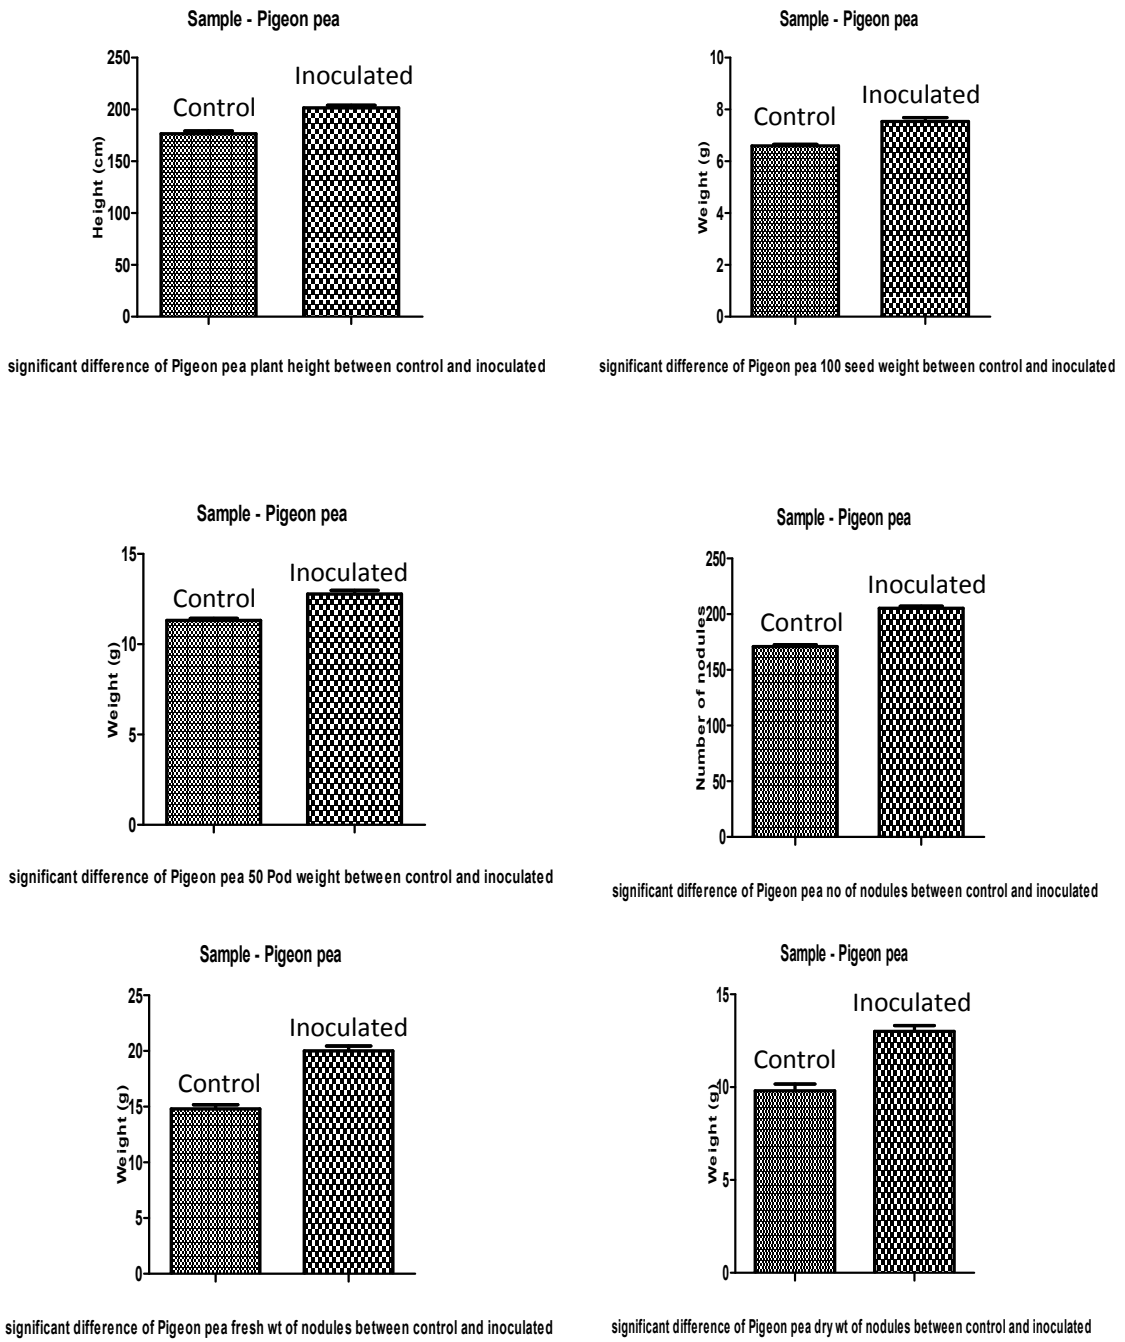 Sample - Pigeon pea
250
200
150
100
50
0
Height (cm)
Control
Inoculated
significant difference of Pigeon pea plant height between control and inoculated
Sample - Pigeon pea
10
8
6
4
2
0
Weight (g)
Control
Inoculated
significant difference of Pigeon pea 100 seed weight between control and inoculated
Sample - Pigeon pea
15
10
5
0
Weight (g)
Control
Inoculated
significant difference of Pigeon pea 50 Pod weight between control and inoculated
Sample - Pigeon pea
250
200
150
100
50
0
Number of nodules
Control
Inoculated
significant difference of Pigeon pea no of nodules between control and inoculated
Sample - Pigeon pea
25
20
15
10
5
0
Weight (g)
Control
Inoculated
significant difference of Pigeon pea fresh wt of nodules between control and inoculated
Sample - Pigeon pea
15
10
5
0
Weight (g)
Control
Inoculated
significant difference of Pigeon pea dry wt of nodules between control and inoculated